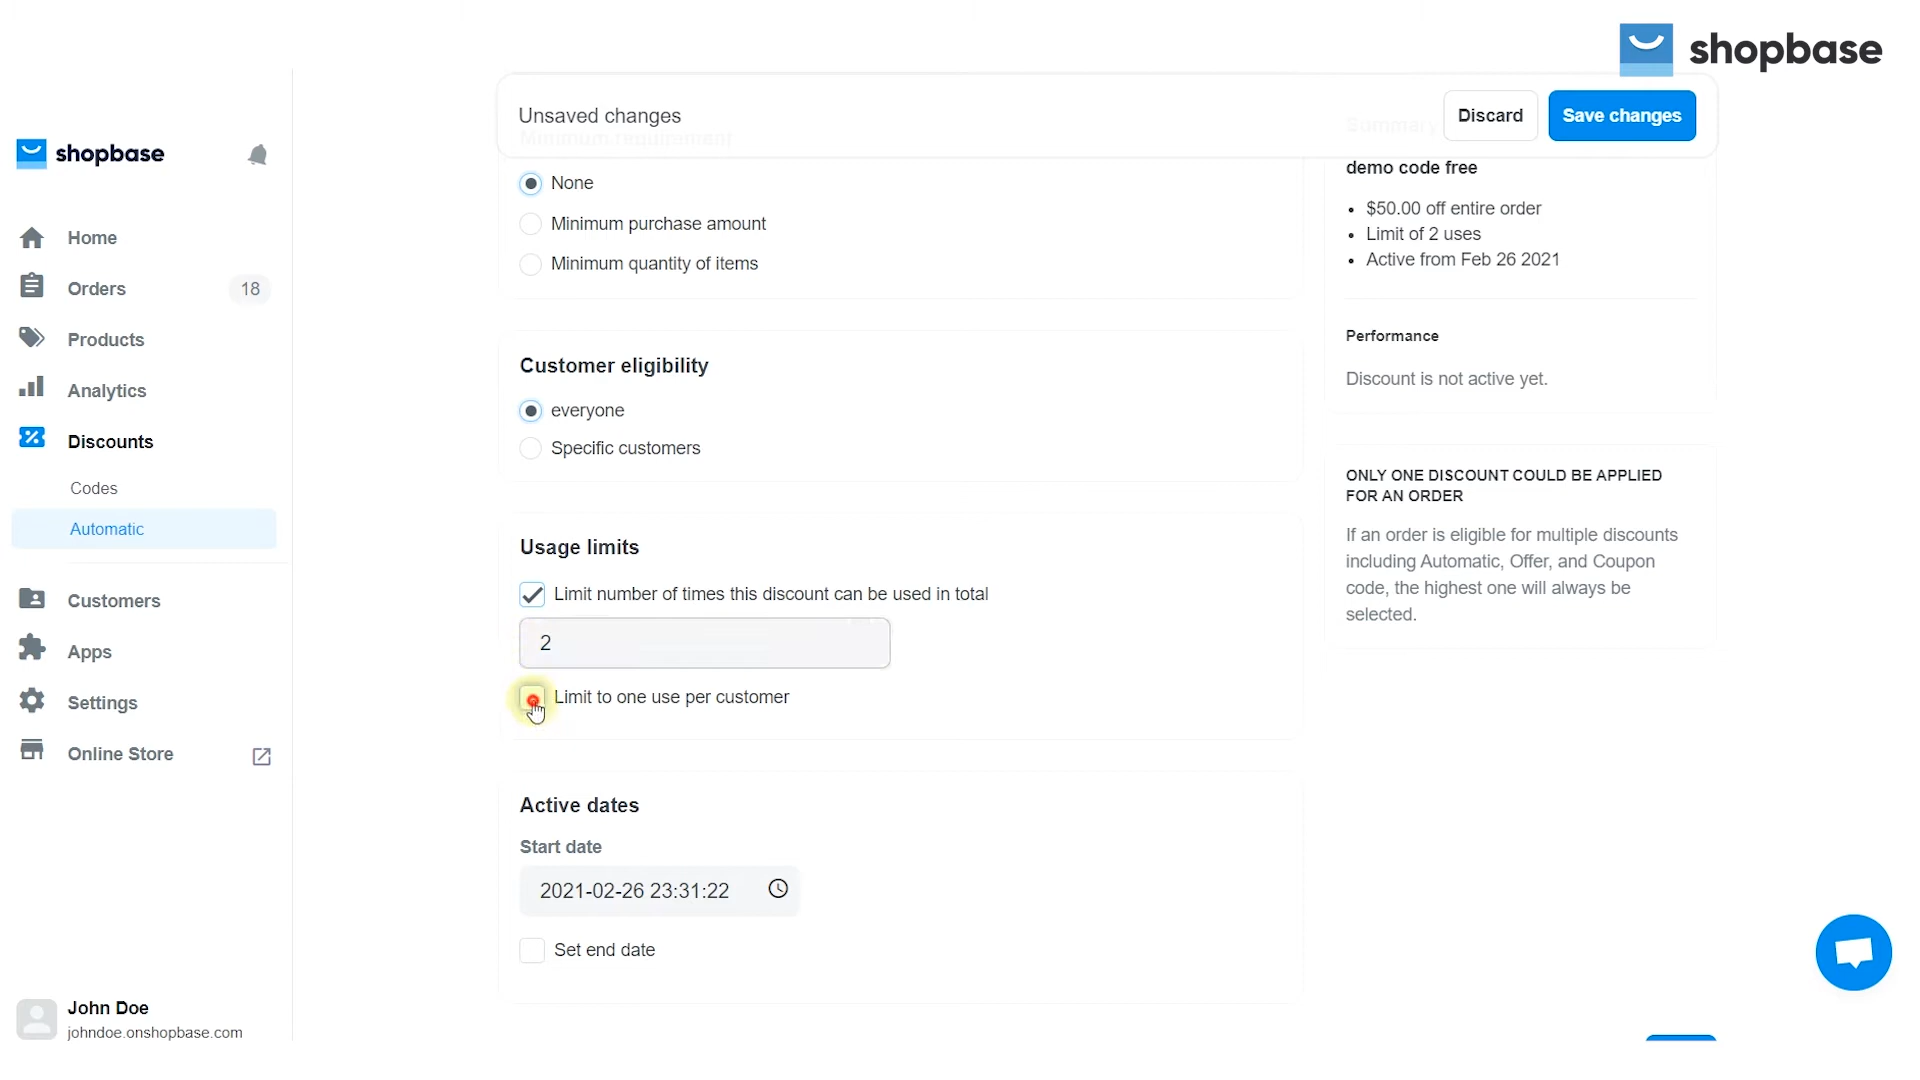 shopbase
Unsaved changes
Discard
Save changes
Minimum requirement
Summary
shopbase
Home
Orders
18
Products
Analytics
Discounts
Codes
Automatic
Customers
Apps
Settings
Online Store
John Doe
johndoe.onshopbase.com
None
Minimum purchase amount
Minimum quantity of items
Customer eligibility
everyone
Specific customers
Usage limits
Limit number of times this discount can be used in total
2
Limit to one use per customer
Active dates
Start date
2021-02-26 23:31:22
Set end date
demo code free
• $50.00 off entire order
• Limit of 2 uses
• Active from Feb 26 2021
Performance
Discount is not active yet.
ONLY ONE DISCOUNT COULD BE APPLIED
FOR AN ORDER
If an order is eligible for multiple discounts
including Automatic, Offer, and Coupon
code, the highest one will always be
selected.